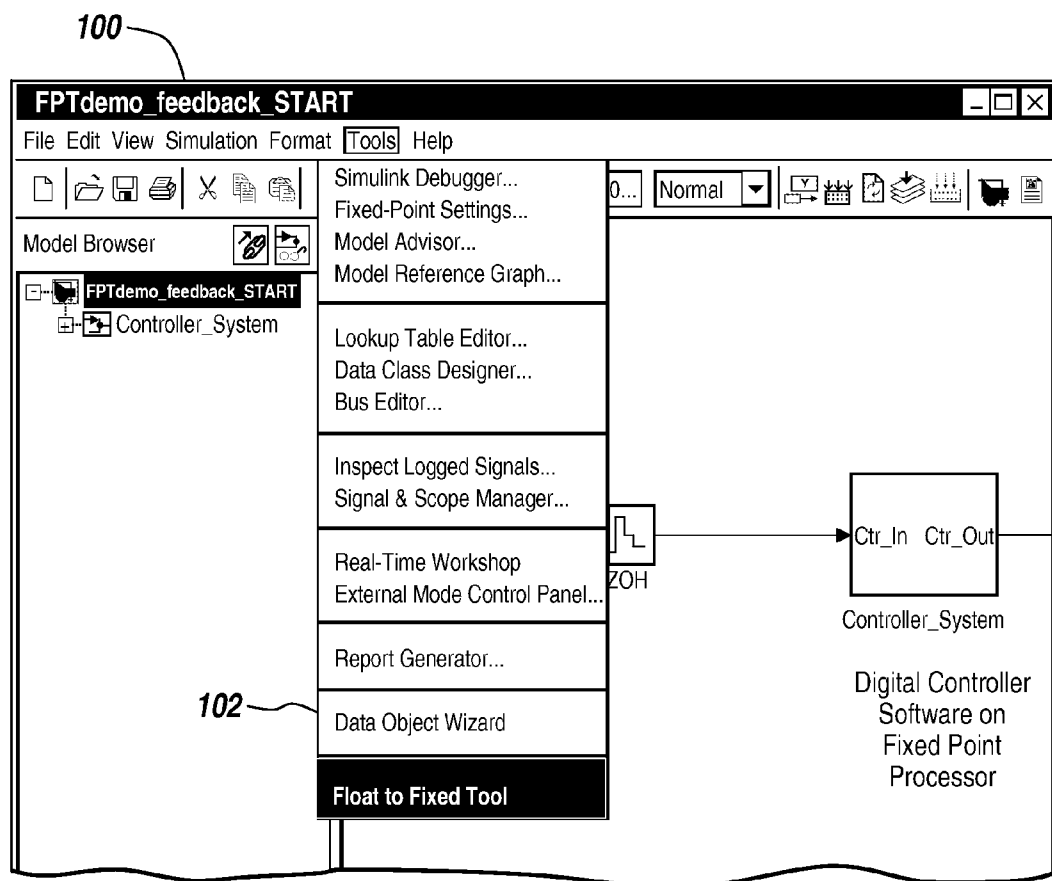 100
FPTdemo_feedback_START
File Edit View Simulation Format Tools Help
0... Normal
Model Browser
FPTdemo_feedback_START
Controller_System
Simulink Debugger...
Fixed-Point Settings...
Model Advisor...
Model Reference Graph...
Lookup Table Editor...
Data Class Designer...
Bus Editor...
Inspect Logged Signals...
Signal & Scope Manager...
Real-Time Workshop
External Mode Control Panel...
Report Generator...
102
Data Object Wizard
Float to Fixed Tool
ZOH
Ctr_In Ctr_Out
Controller_System
Digital Controller
Software on
Fixed Point
Processor